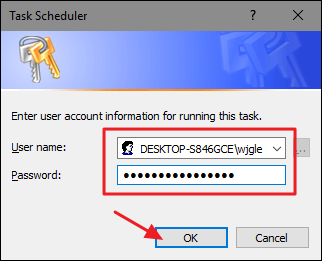 Task Scheduler
Enter user account information for running this task.
User name: DESKTOP-S846GCE\wjgle
Password: ●●●●●●●●●●●●●●●●
OK Cancel